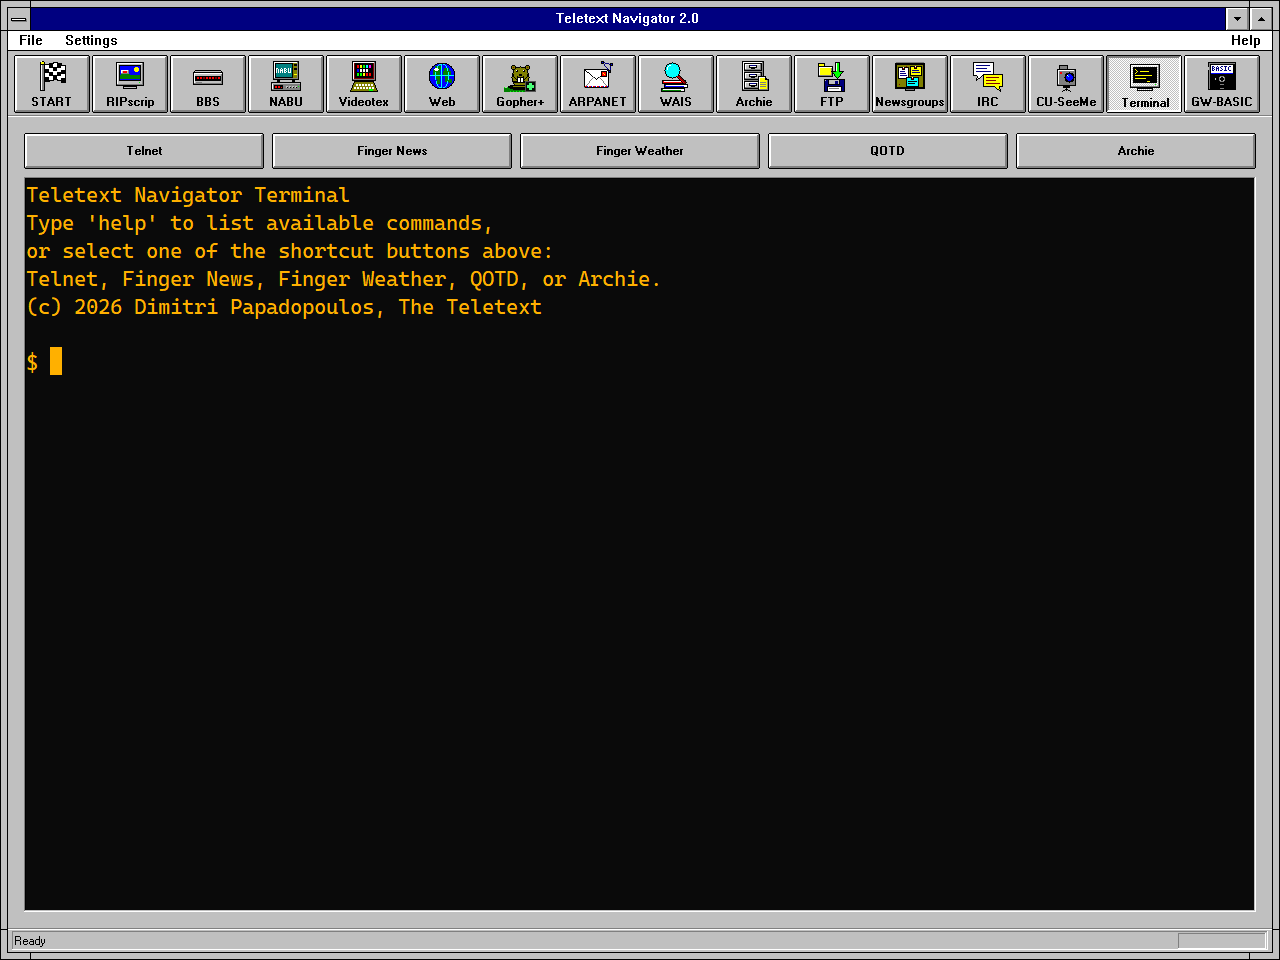 Teletext Navigator 2.0
File Settings Help
START RIPscrip BBS NABU Videotex Web Gopher+ ARPANET WAIS Archie FTP Newsgroups IRC CU-SeeMe Terminal GW-BASIC
NABU
BASIC
Telnet Finger News Finger Weather QOTD Archie
Teletext Navigator Terminal
Type 'help' to list available commands,
or select one of the shortcut buttons above:
Telnet, Finger News, Finger Weather, QOTD, or Archie.
(c) 2026 Dimitri Papadopoulos, The Teletext
$
Ready